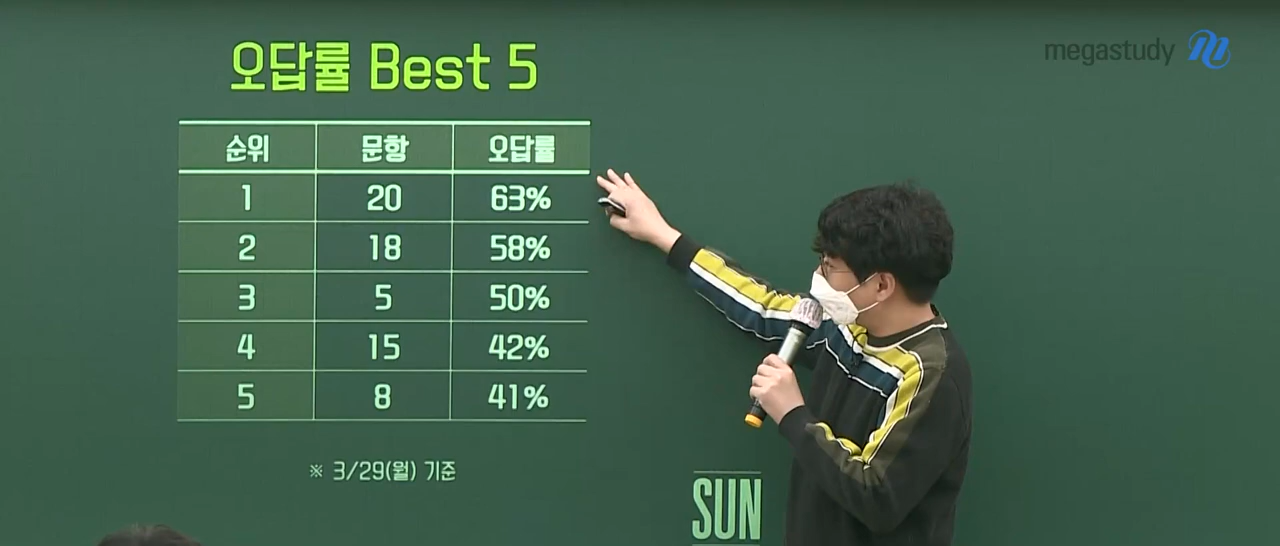 오답률 Best 5
megastudy
순위 문항 오답률
1 20 63%
2 18 58%
3 5 50%
4 15 42%
5 8 41%
※ 3/29(월) 기준
SUN